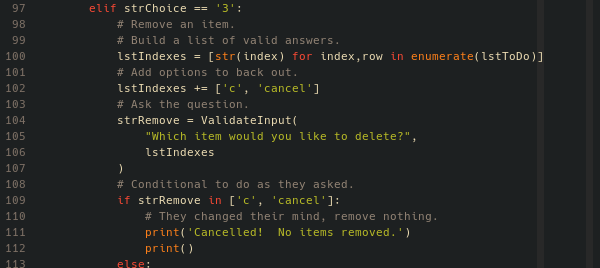 97 elif strChoice == '3':
98 # Remove an item.
99 # Build a list of valid answers.
100 lstIndexes = [str(index) for index,row in enumerate(lstToDo)]
101 # Add options to back out.
102 lstIndexes += ['c', 'cancel']
103 # Ask the question.
104 strRemove = ValidateInput(
105 "Which item would you like to delete?",
106 lstIndexes
107 )
108 # Conditional to do as they asked.
109 if strRemove in ['c', 'cancel']:
110 # They changed their mind, remove nothing.
111 print('Cancelled!  No items removed.')
112 print()
113 else: